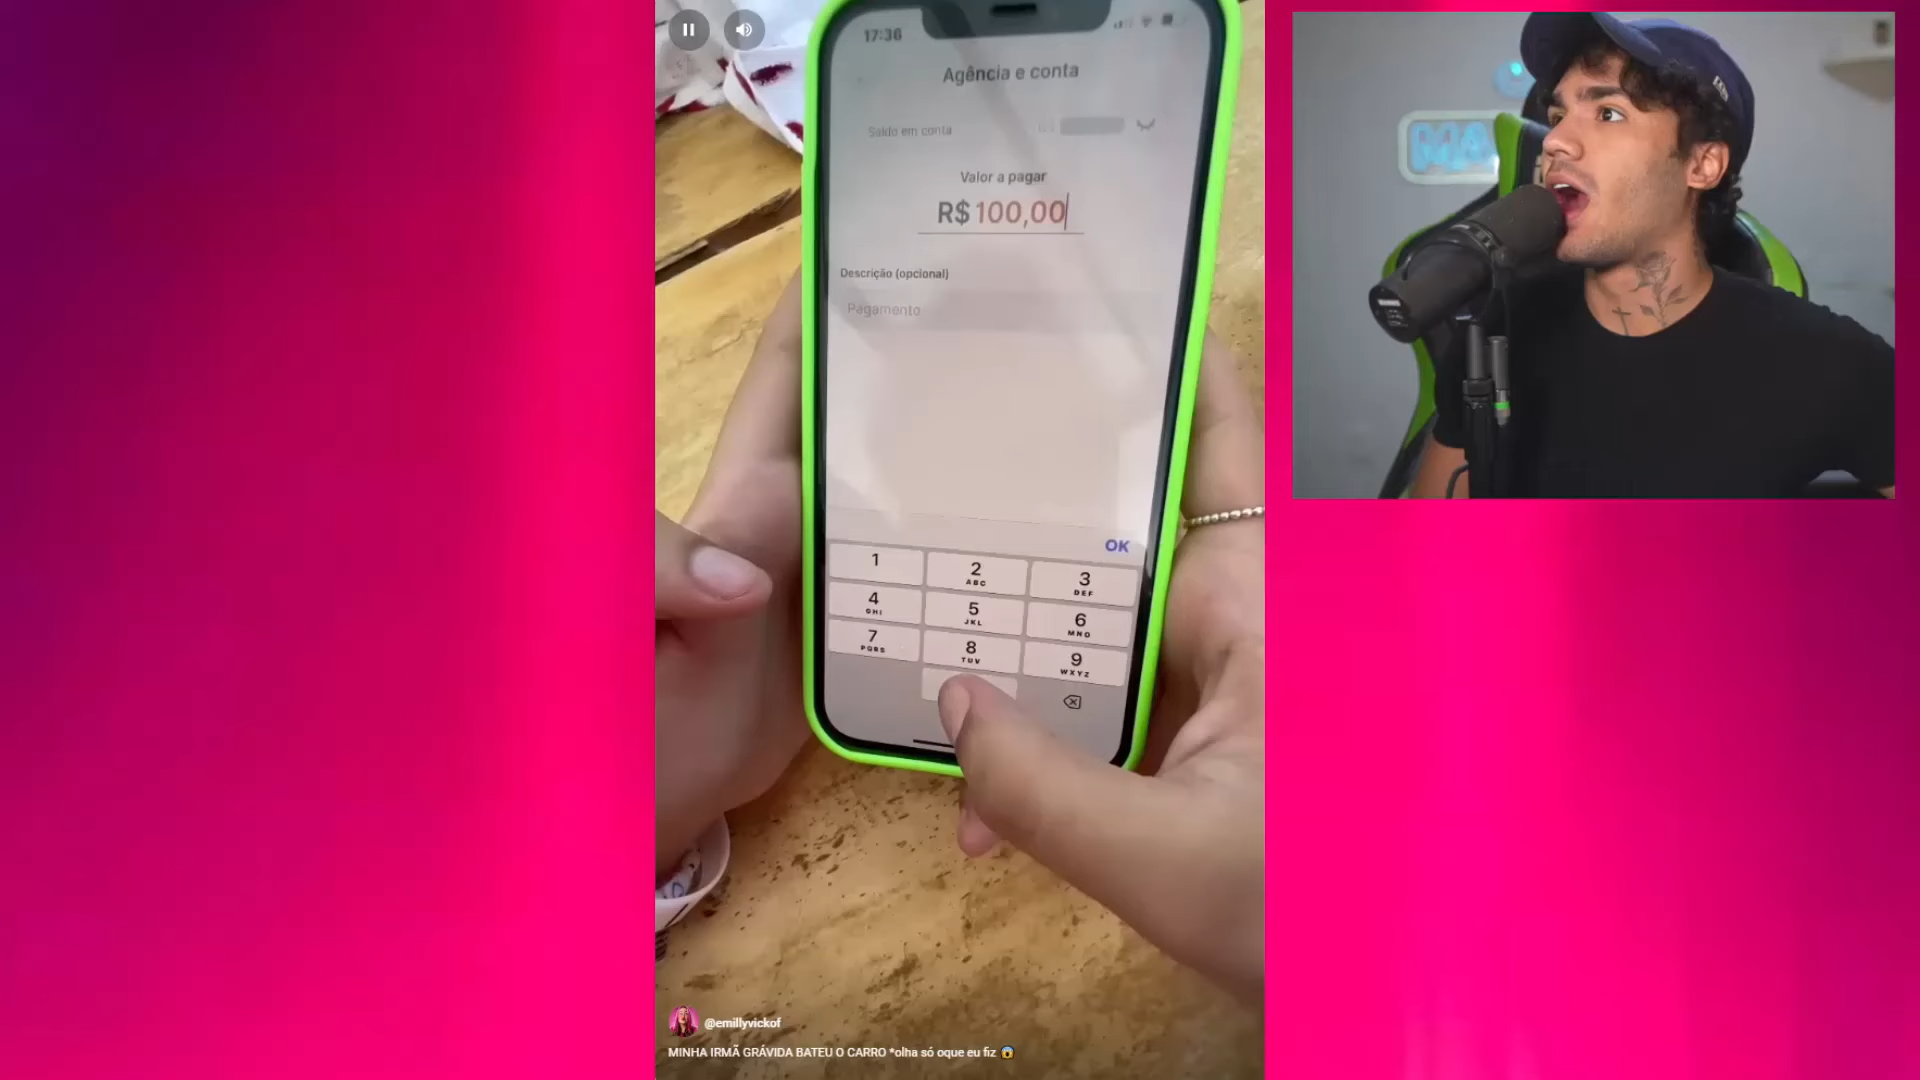 17:36
Agência e conta
Saldo em conta
Valor a pagar
R$ 100,00
Descrição (opcional)
Pagamento
OK
1
2
ABC
3
DEF
4
GHI
5
JKL
6
MNO
7
PQRS
8
TUV
9
WXYZ
@emillyvickof
MINHA IRMÃ GRÁVIDA BATEU O CARRO *olha só oque eu fiz 😱
MA